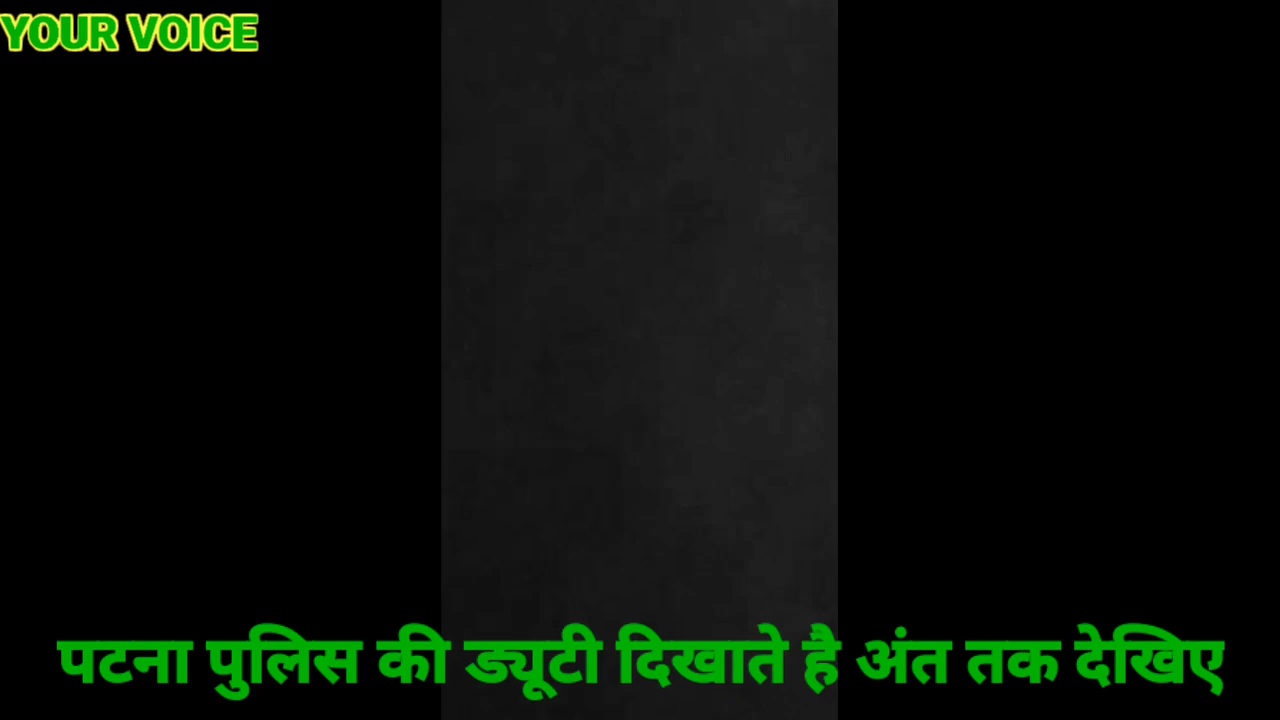 YOUR VOICE
पटना पुलिस की ड्यूटी दिखाते है अंत तक देखिए